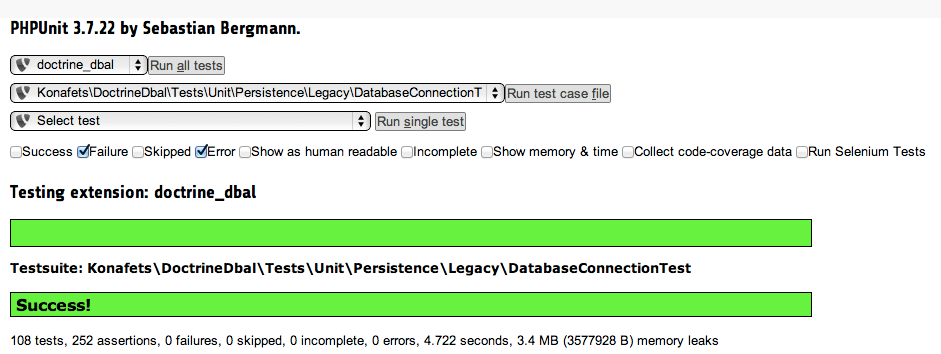 PHPUnit 3.7.22 by Sebastian Bergmann.
doctrine_dbal Run all tests
Konafets\DoctrineDbal\Tests\Unit\Persistence\Legacy\DatabaseConnectionT Run test case file
Select test Run single test
Success Failure Skipped Error Show as human readable Incomplete Show memory & time Collect code-coverage data Run Selenium Tests
Testing extension: doctrine_dbal
Testsuite: Konafets\DoctrineDbal\Tests\Unit\Persistence\Legacy\DatabaseConnectionTest
Success!
108 tests, 252 assertions, 0 failures, 0 skipped, 0 incomplete, 0 errors, 4.722 seconds, 3.4 MB (3577928 B) memory leaks